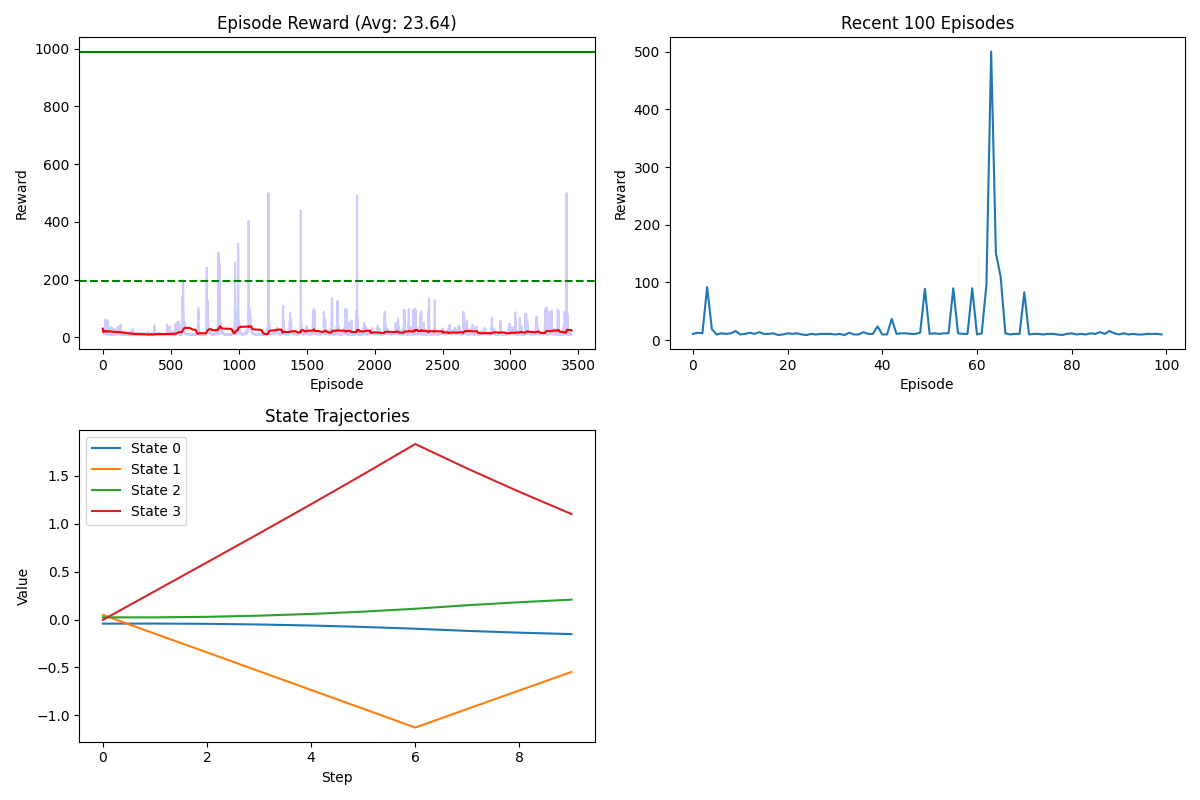 Episode Reward (Avg: 23.64)
1000
800
600
400
200
0
Reward
0 500 1000 1500 2000 2500 3000 3500
Episode
Recent 100 Episodes
500
400
300
200
100
0
Reward
0 20 40 60 80 100
Episode
State Trajectories
State 0
State 1
State 2
State 3
1.5
1.0
0.5
0.0
−0.5
−1.0
Value
0 2 4 6 8
Step